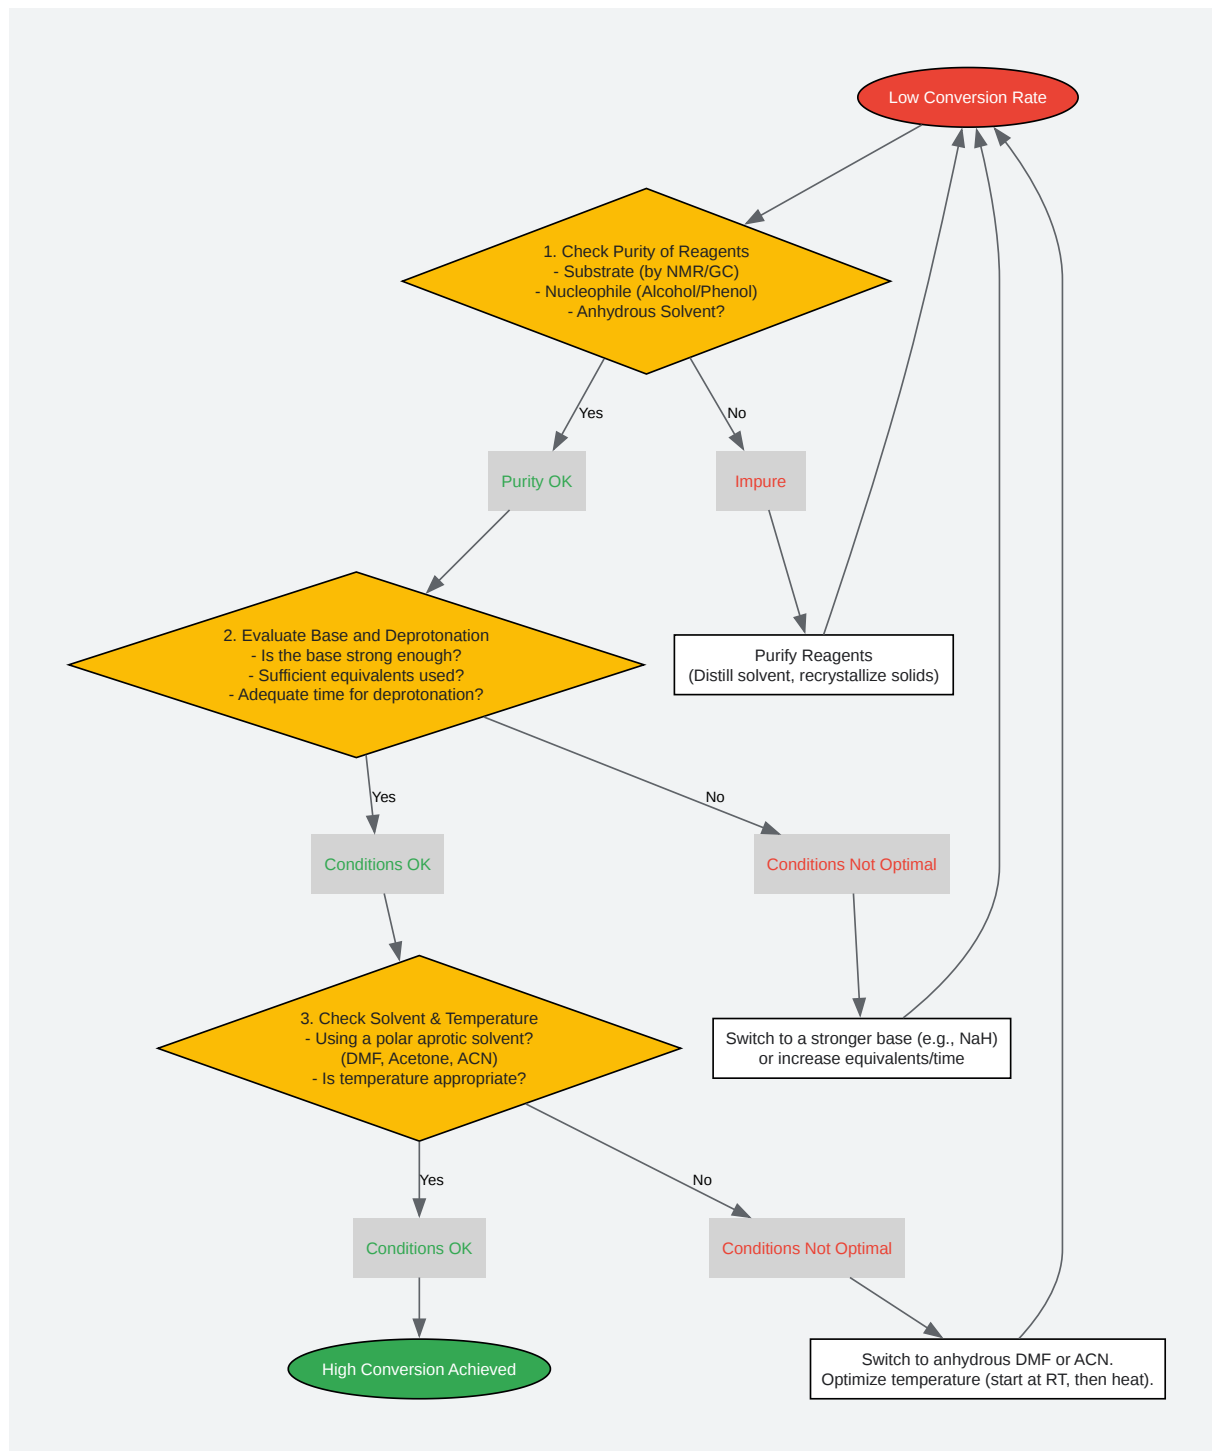 Low Conversion Rate
1. Check Purity of Reagents
- Substrate (by NMR/GC)
- Nucleophile (Alcohol/Phenol)
- Anhydrous Solvent?
Yes
No
Purity OK
Impure
2. Evaluate Base and Deprotonation
- Is the base strong enough?
- Sufficient equivalents used?
- Adequate time for deprotonation?
Purify Reagents
(Distill solvent, recrystallize solids)
Yes
No
Conditions OK
Conditions Not Optimal
3. Check Solvent & Temperature
- Using a polar aprotic solvent?
(DMF, Acetone, ACN)
- Is temperature appropriate?
Switch to a stronger base (e.g., NaH)
or increase equivalents/time
Yes
No
Conditions OK
Conditions Not Optimal
High Conversion Achieved
Switch to anhydrous DMF or ACN.
Optimize temperature (start at RT, then heat).